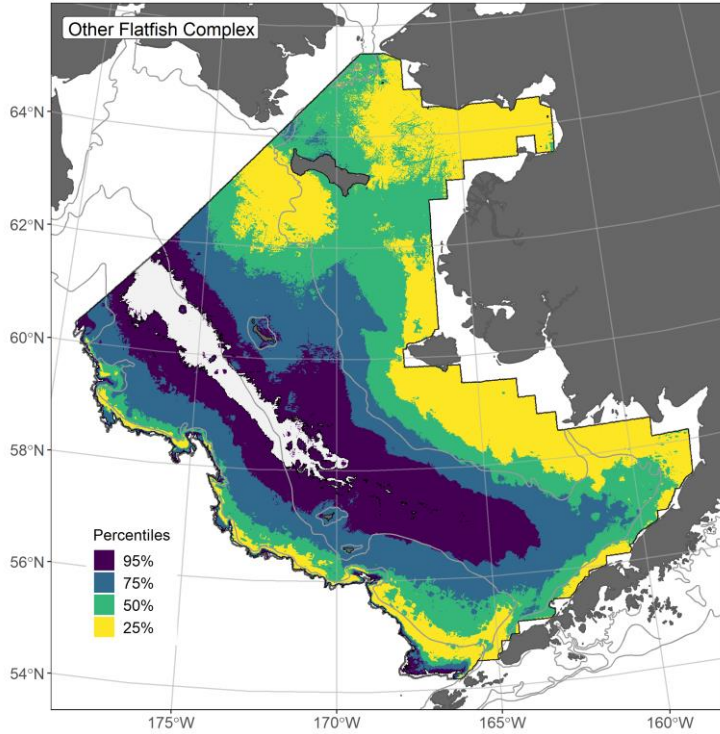 Other Flatfish Complex
64°N
62°N
60°N
58°N
56°N
54°N
Percentiles
95%
75%
50%
25%
175°W
170°W
165°W
160°W